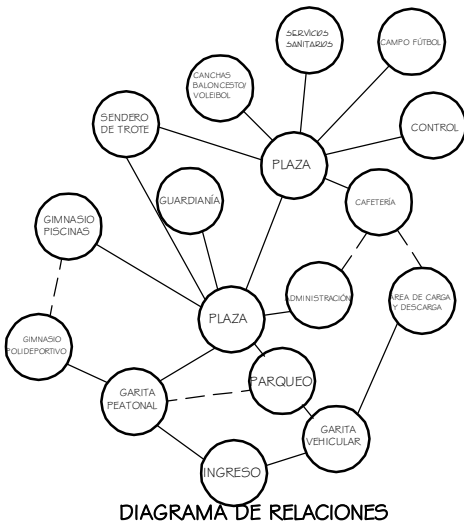 SERVICIOS
SANITARIOS
CAMPO FÚTBOL
CANCHAS
BALONCESTO/
VOLEIBOL
SENDERO
DE TROTE
CONTROL
PLAZA
GUARDIANÍA
CAFETERÍA
GIMNASIO
PISCINAS
ADMINISTRACIÓN
ÁREA DE CARGA
Y DESCARGA
PLAZA
GIMNASIO
POLIDEPORTIVO
PARQUEO
GARITA
PEATONAL
GARITA
VEHICULAR
INGRESO
DIAGRAMA DE RELACIONES